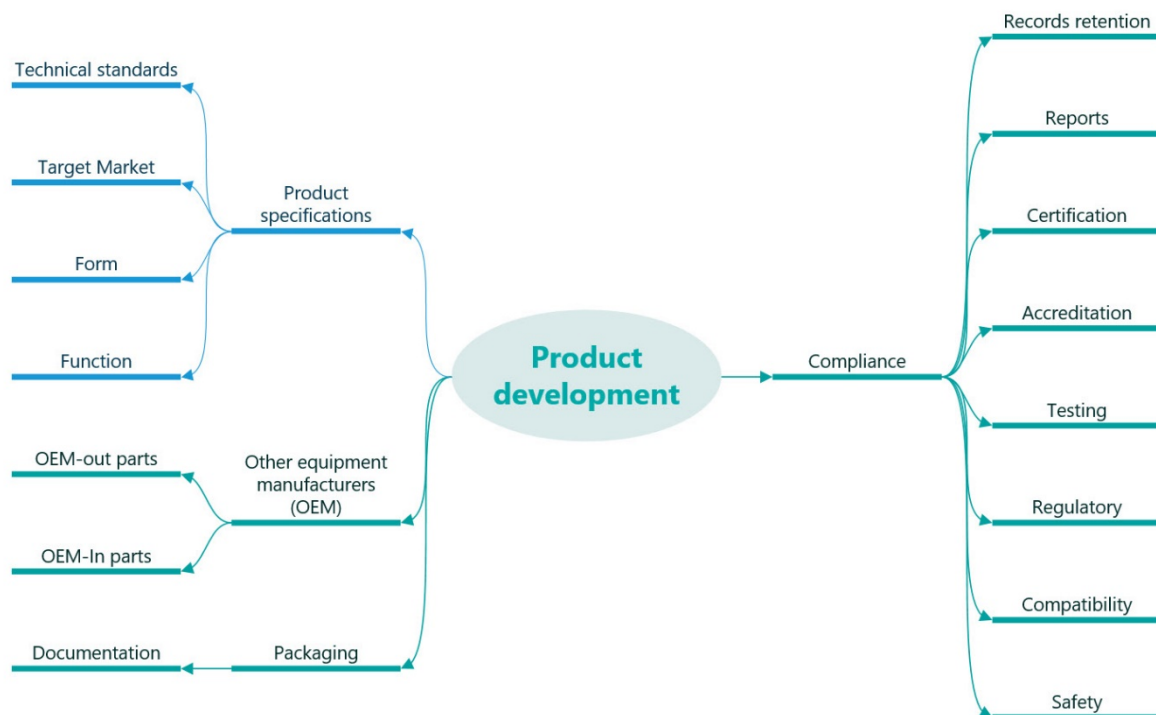 Records retention
Technical standards
Reports
Target Market
Product
specifications
Certification
Form
Accreditation
Product
development
Compliance
Function
Testing
OEM-out parts
Other equipment
manufacturers
(OEM)
Regulatory
OEM-In parts
Compatibility
Documentation
Packaging
Safety